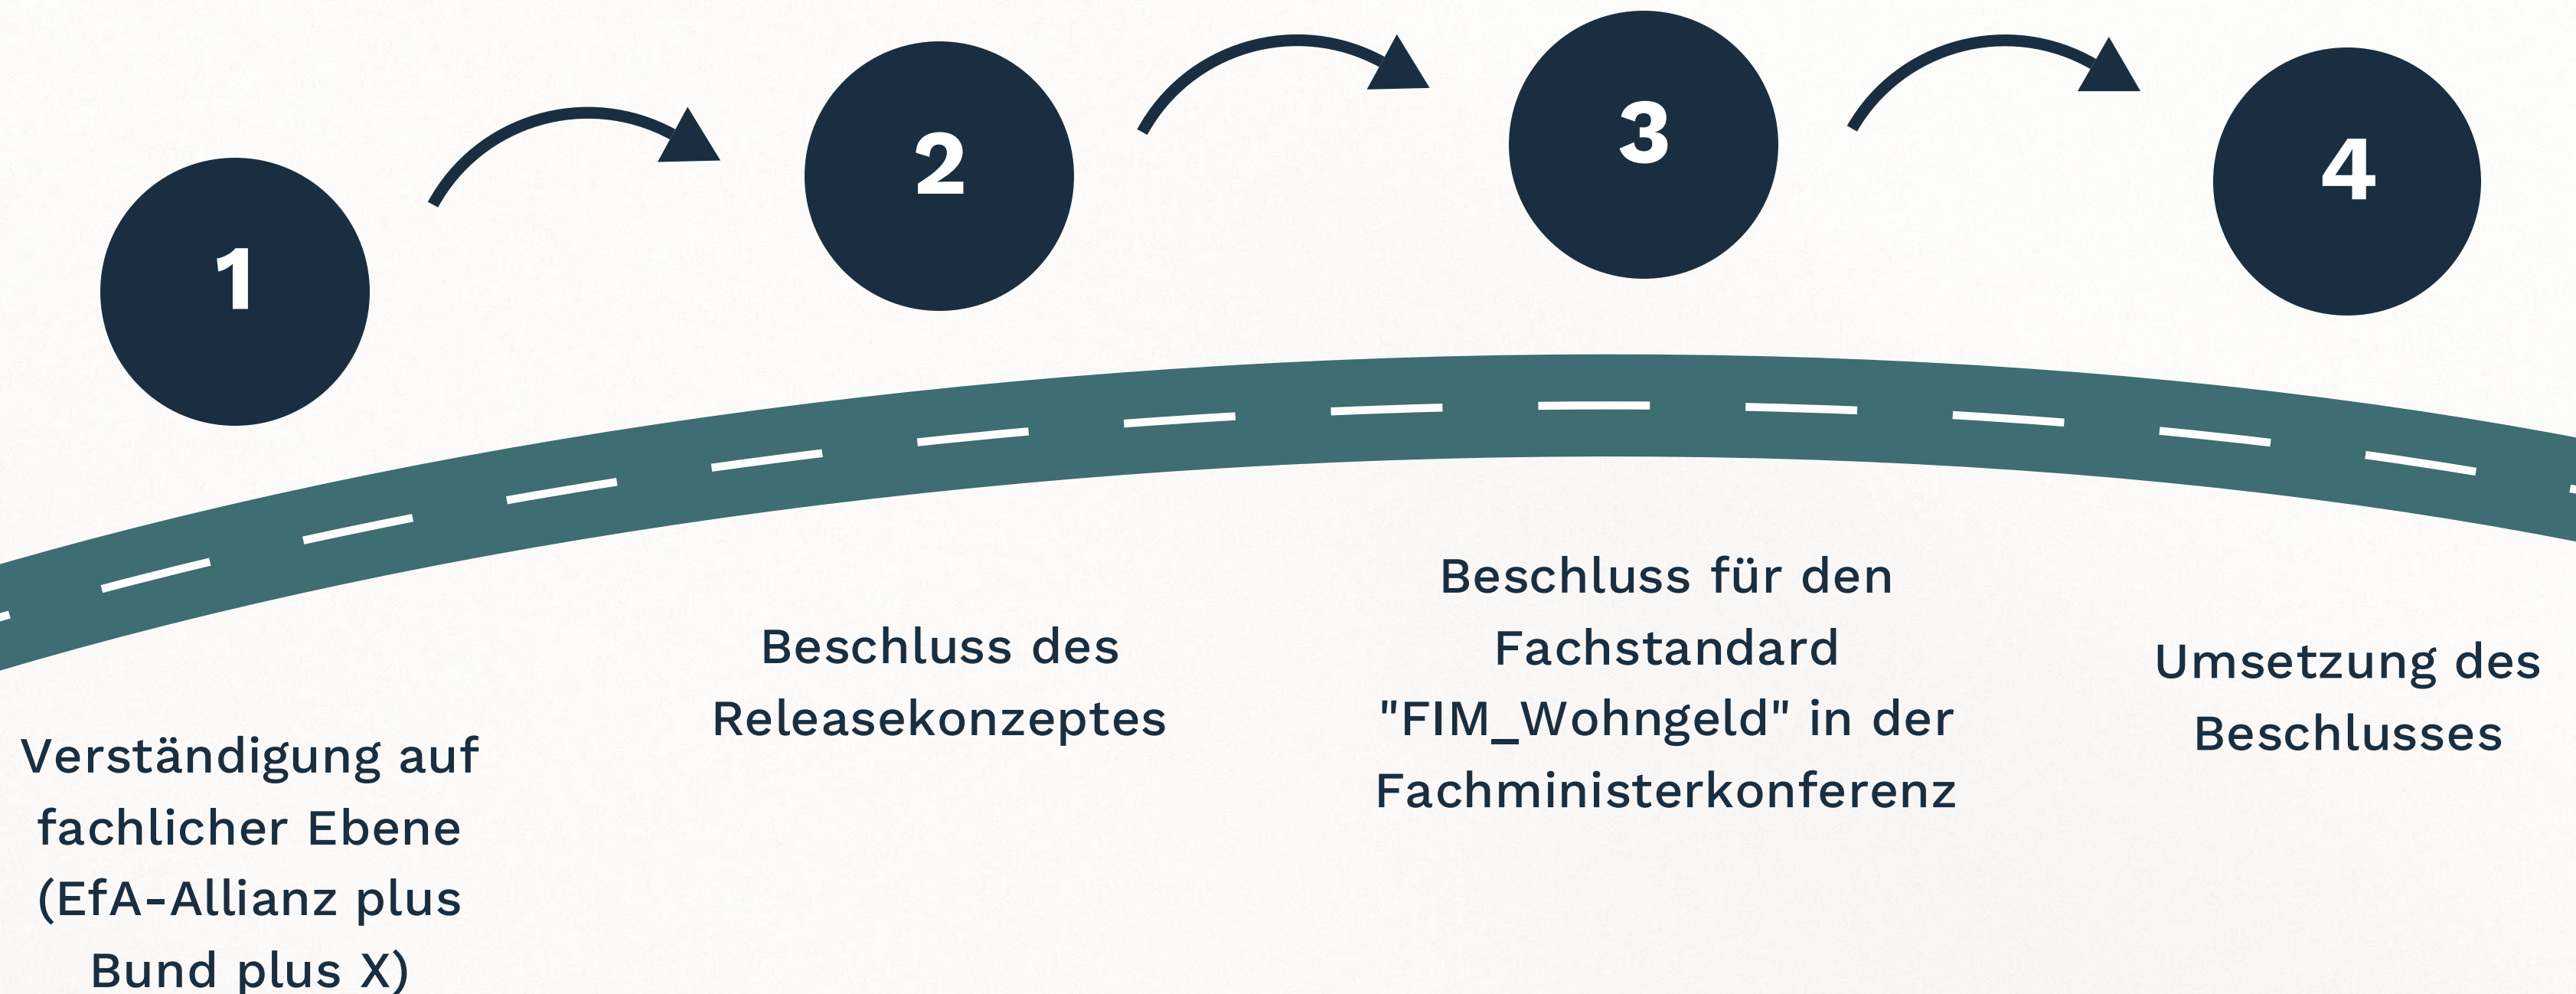 1
2
3
4
Verständigung auf
fachlicher Ebene
(EfA-Allianz plus
Bund plus X)
Beschluss des
Releasekonzeptes
Beschluss für den
Fachstandard
"FIM_Wohngeld" in der
Fachministerkonferenz
Umsetzung des
Beschlusses